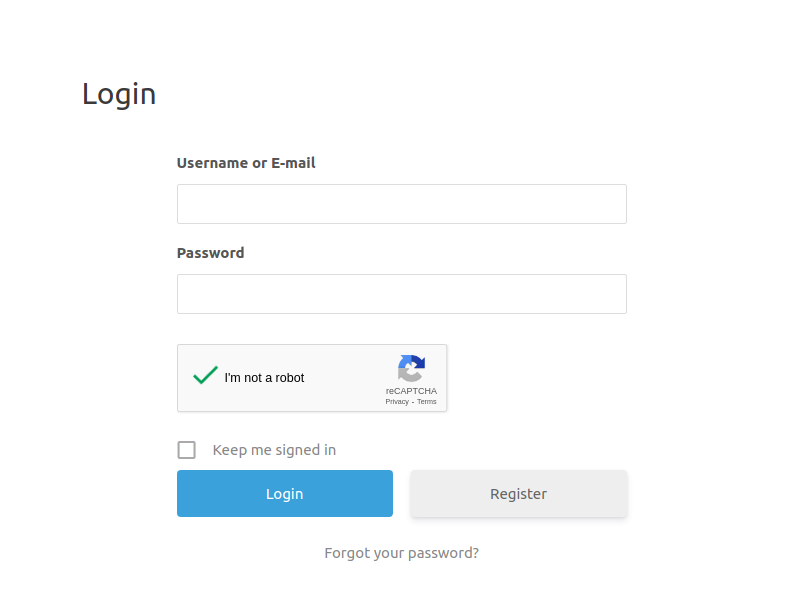 Login
Username or E-mail
Password
I'm not a robot
reCAPTCHA
Privacy - Terms
Keep me signed in
Login
Register
Forgot your password?